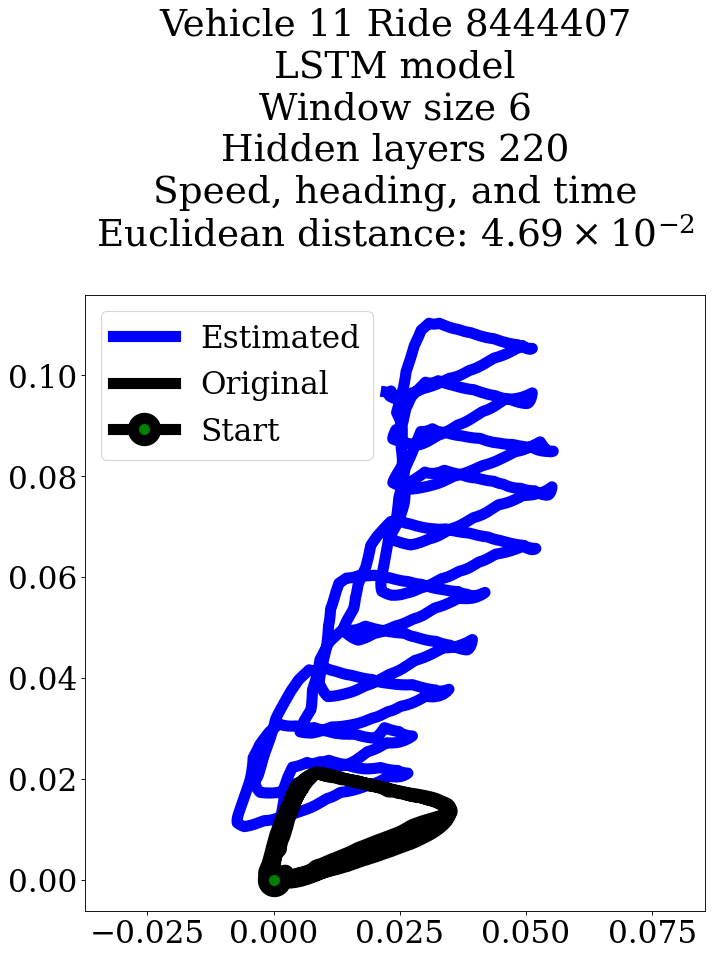 Vehicle 11 Ride 8444407
LSTM model
Window size 6
Hidden layers 220
Speed, heading, and time
Euclidean distance: 4.69 × 10⁻²
Estimated
Original
Start
0.10
0.08
0.06
0.04
0.02
0.00
−0.025 0.000 0.025 0.050 0.075